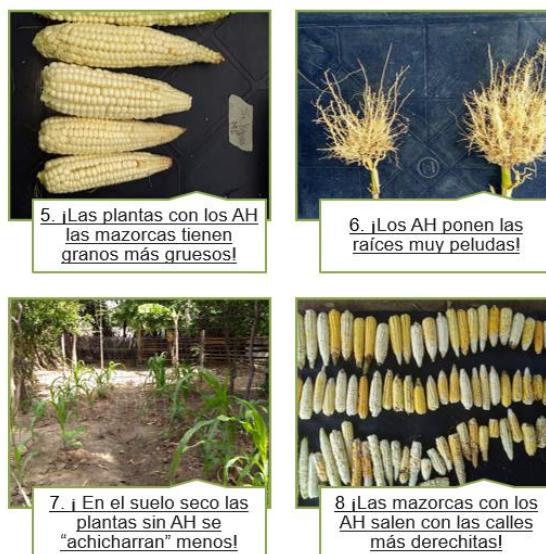 5. ¡Las plantas con los AH
las mazorcas tienen
granos más gruesos!
6. ¡Los AH ponen las
raíces muy peludas!
7. ¡ En el suelo seco las
plantas sin AH se
“achicharran” menos!
8 ¡Las mazorcas con los
AH salen con las calles
más derechitas!